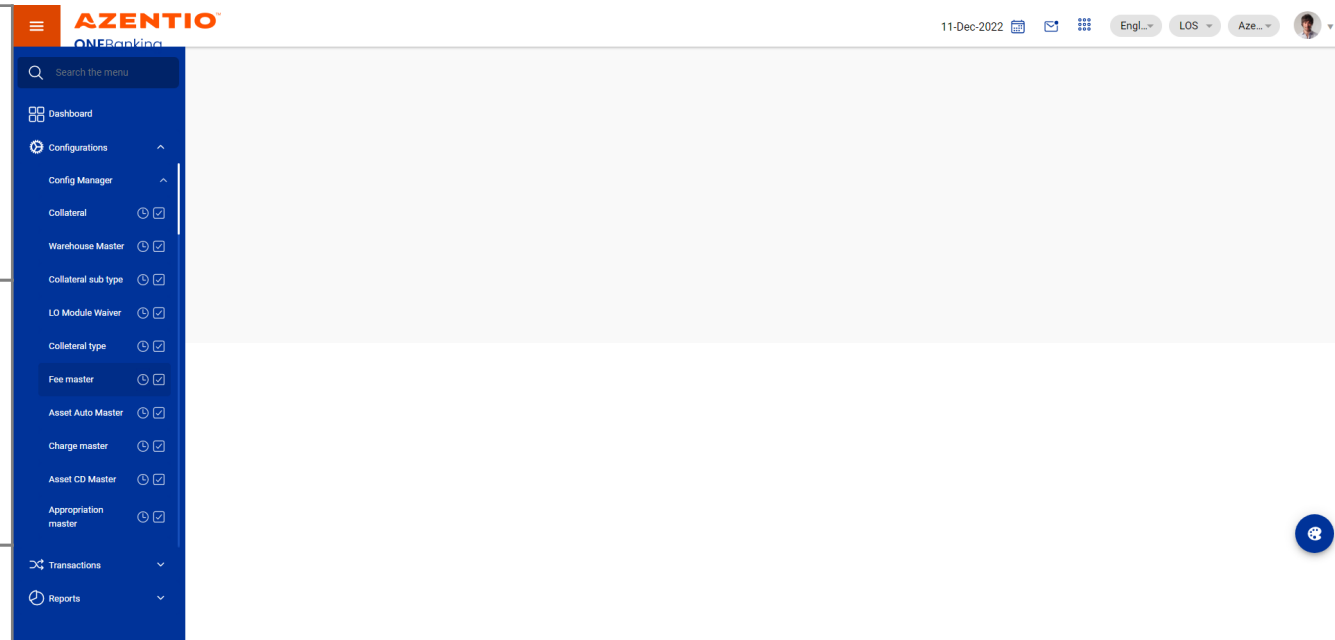 AZENTIO
ONEBanking
11-Dec-2022
Engl...
LOS
Aze...
Search the menu
Dashboard
Configurations
Config Manager
Collateral
Warehouse Master
Collateral sub type
LO Module Waiver
Colleteral type
Fee master
Asset Auto Master
Charge master
Asset CD Master
Appropriation
master
Transactions
Reports